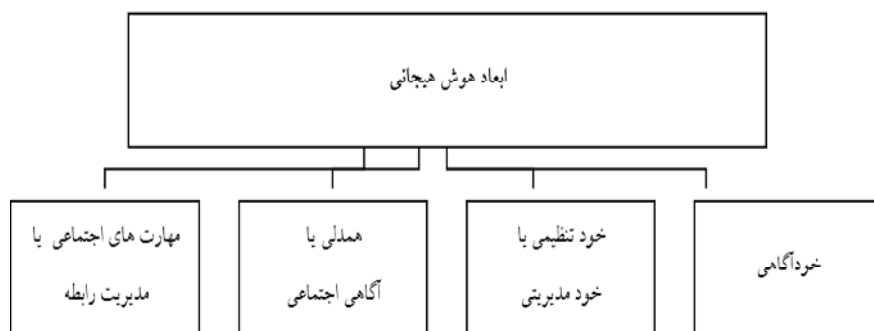 ابعاد هوش هیجانی
خودآگاهی
خود تنظیمی یا
خود مدیریتی
همدلی یا
آگاهی اجتماعی
مهارت های اجتماعی یا
مدیریت رابطه